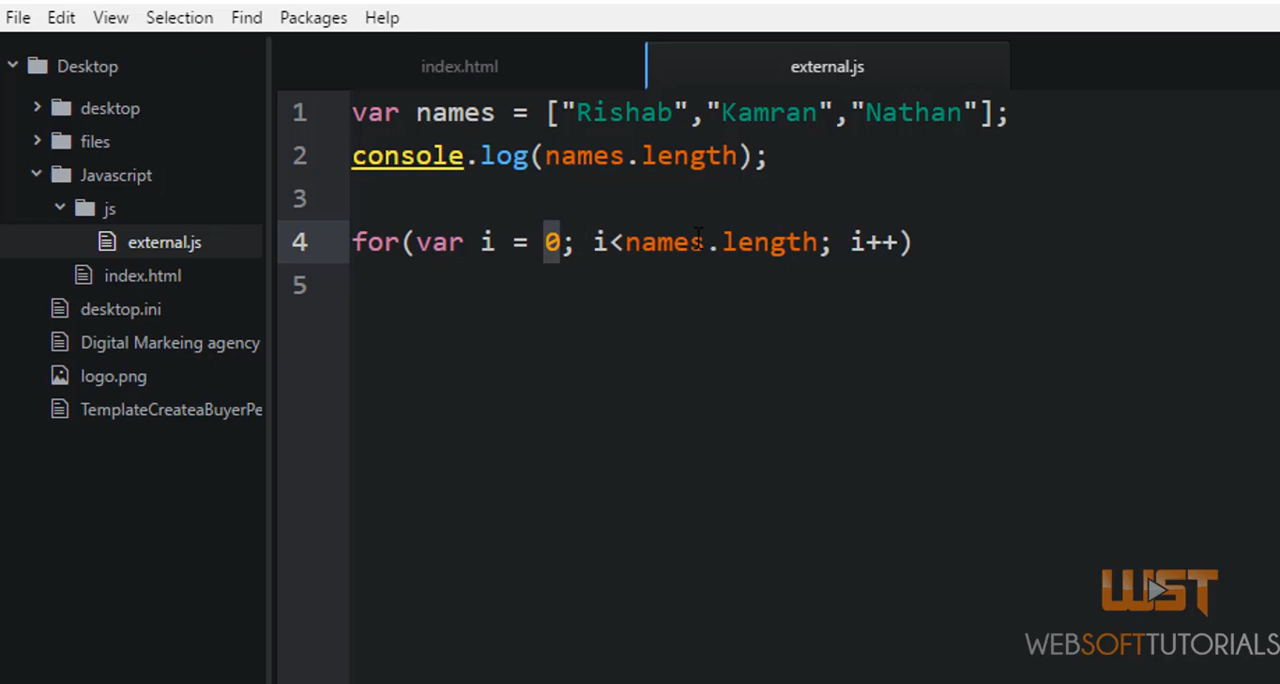 File Edit View Selection Find Packages Help
Desktop
desktop
files
Javascript
js
external.js
index.html
desktop.ini
Digital Markeing agency
logo.png
TemplateCreateaBuyerPe
index.html external.js
1 var names = ["Rishab","Kamran","Nathan"];
2 console.log(names.length);
3
4 for(var i = 0; i<names.length; i++)
5
WST
WEBSOFTTUTORIALS